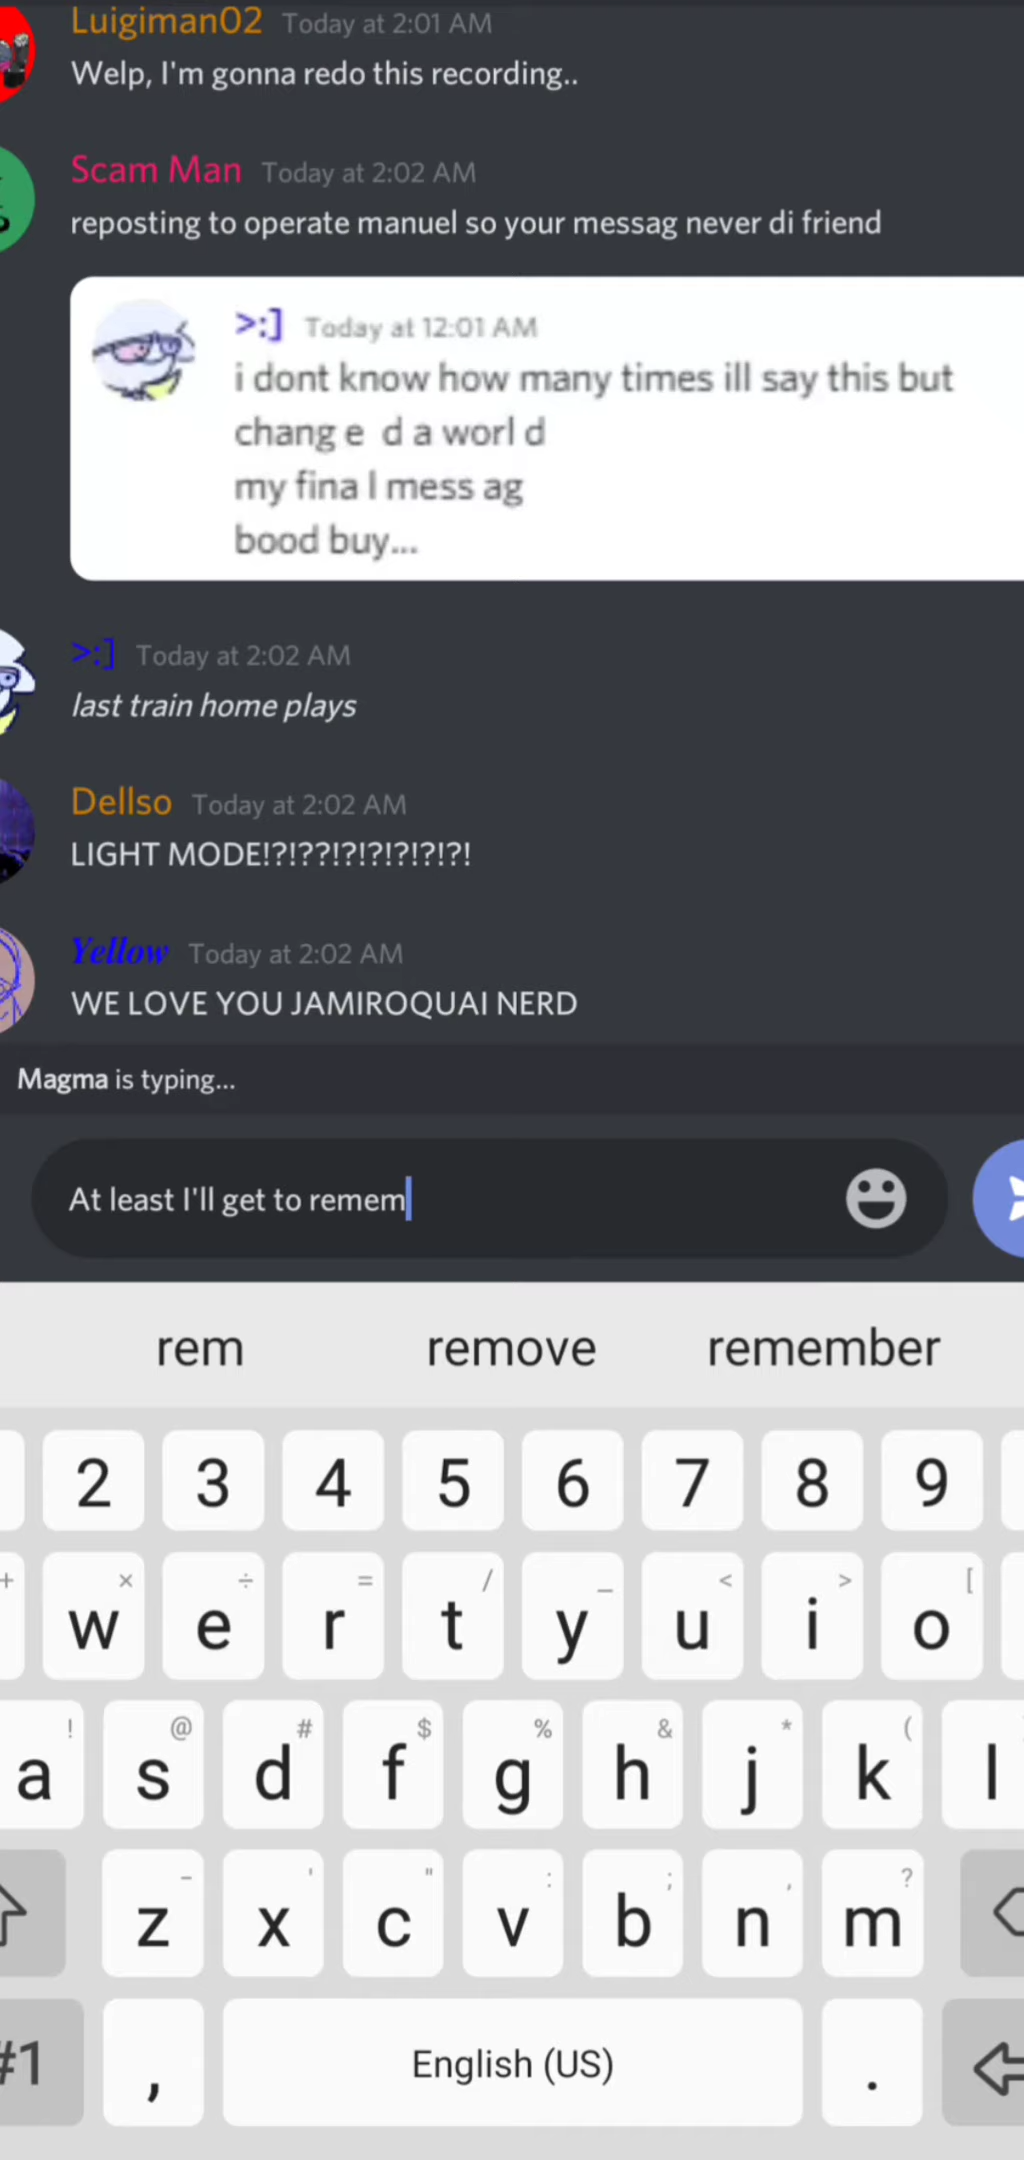 Luigiman02 Today at 2:01 AM
Welp, I'm gonna redo this recording..
Scam Man Today at 2:02 AM
reposting to operate manuel so your messag never di friend
>:] Today at 12:01 AM
i dont know how many times ill say this but
chang e d a worl d
my fina l mess ag
bood buy...
>:] Today at 2:02 AM
last train home plays
Dellso Today at 2:02 AM
LIGHT MODE!?!??!?!?!?!?!?!
Yellow Today at 2:02 AM
WE LOVE YOU JAMIROQUAI NERD
Magma is typing...
At least I'll get to remem
rem remove remember
2 3 4 5 6 7 8 9
+ × ÷ = / _ < > [
w e r t y u i o
! @ # $ % & * (
a s d f g h j k l
- ' " : ; , ?
z x c v b n m
#1 , English (US) .